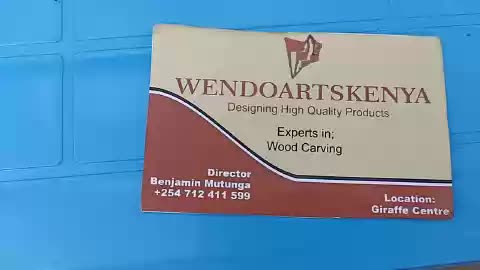 WENDOARTSKENYA
Designing High Quality Products
Experts in;
Wood Carving
Director
Benjamin Mutunga
+254 712 411 599
Location:
Giraffe Centre